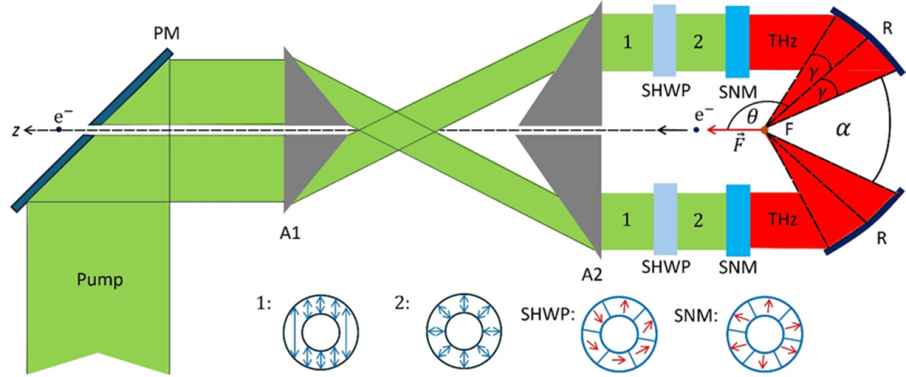 PM
R
1
2
THz
SHWP
SNM
γ
γ
z
e⁻
e⁻
θ
F⃗
F
α
A1
1
2
THz
R
A2
SHWP
SNM
Pump
1:
2:
SHWP:
SNM: